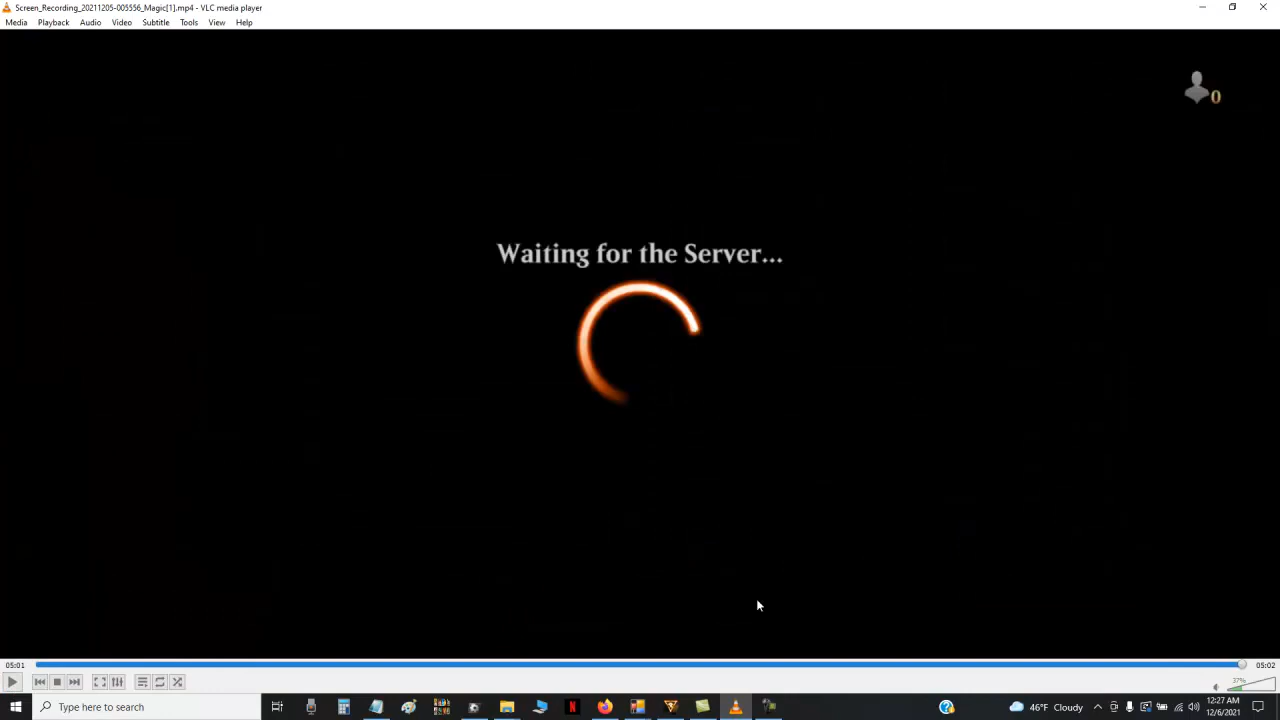 Screen_Recording_20211205-005556_Magic[1].mp4 - VLC media player
Media Playback Audio Video Subtitle Tools View Help
0
Waiting for the Server...
05:01
05:02
37%
Type here to search
46°F Cloudy
12:27 AM
12/6/2021